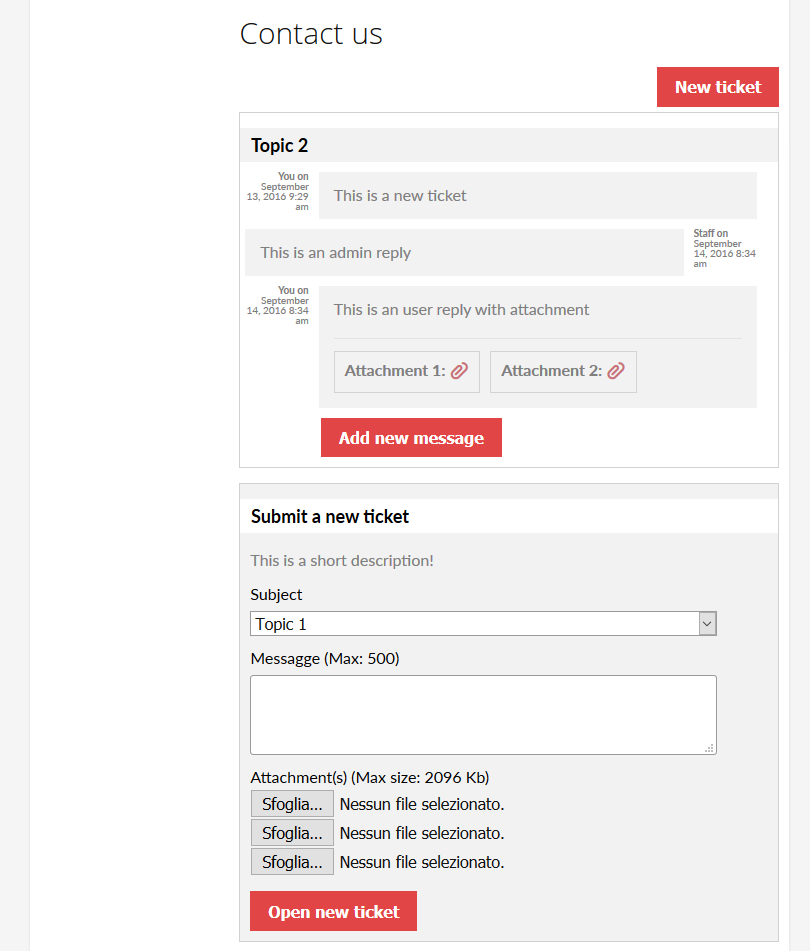 Contact us
New ticket
Topic 2
You on
September
13, 2016 9:29
am
This is a new ticket
This is an admin reply
Staff on
September
14, 2016 8:34
am
You on
September
14, 2016 8:34
am
This is an user reply with attachment
Attachment 1:
Attachment 2:
Add new message
Submit a new ticket
This is a short description!
Subject
Topic 1
Messagge (Max: 500)
Attachment(s) (Max size: 2096 Kb)
Sfoglia... Nessun file selezionato.
Sfoglia... Nessun file selezionato.
Sfoglia... Nessun file selezionato.
Open new ticket